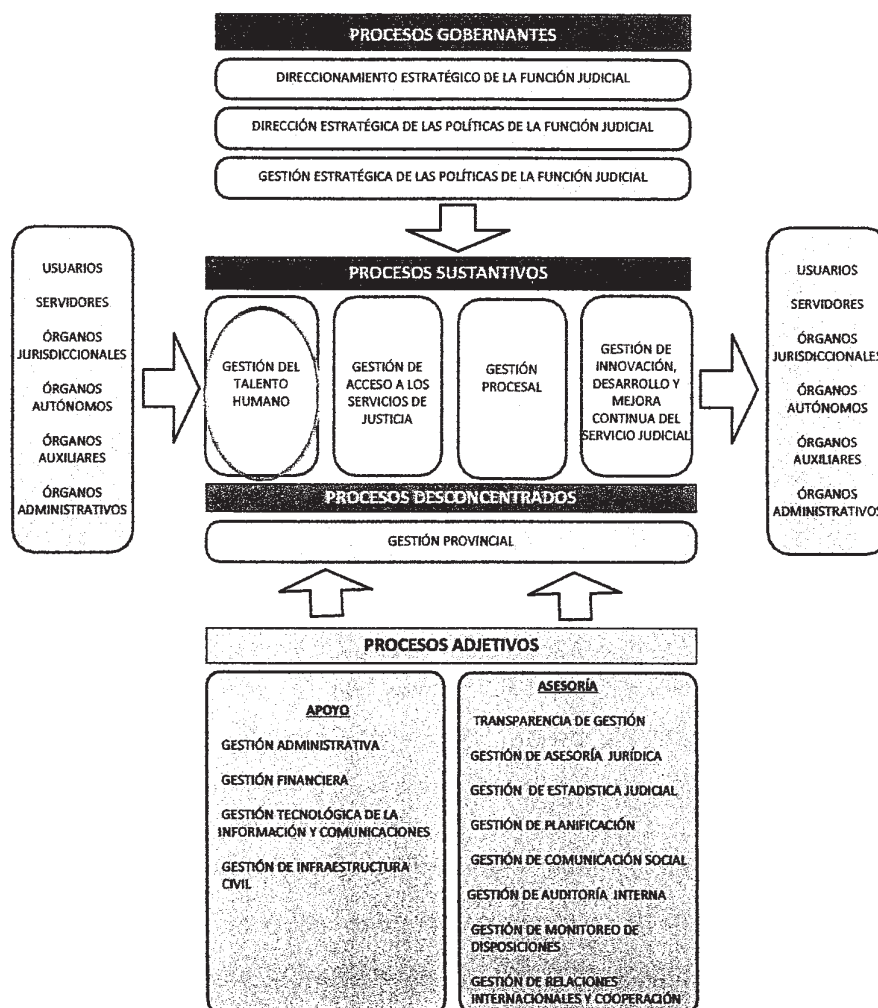 PROCESOS GOBERNANTES
DIRECCIONAMIENTO ESTRATÉGICO DE LA FUNCIÓN JUDICIAL
DIRECCIÓN ESTRATÉGICA DE LAS POLÍTICAS DE LA FUNCIÓN JUDICIAL
GESTIÓN ESTRATÉGICA DE LAS POLÍTICAS DE LA FUNCIÓN JUDICIAL
USUARIOS
SERVIDORES
ÓRGANOS
JURISDICCIONALES
ÓRGANOS
AUTÓNOMOS
ÓRGANOS
AUXILIARES
ÓRGANOS
ADMINISTRATIVOS
PROCESOS SUSTANTIVOS
GESTIÓN DEL
TALENTO
HUMANO
GESTIÓN DE
ACCESO A LOS
SERVICIOS DE
JUSTICIA
GESTIÓN
PROCESAL
GESTIÓN DE
INNOVACIÓN,
DESARROLLO Y
MEJORA
CONTINUA DEL
SERVICIO JUDICIAL
USUARIOS
SERVIDORES
ÓRGANOS
JURISDICCIONALES
ÓRGANOS
AUTÓNOMOS
ÓRGANOS
AUXILIARES
ÓRGANOS
ADMINISTRATIVOS
PROCESOS DESCONCENTRADOS
GESTIÓN PROVINCIAL
PROCESOS ADJETIVOS
APOYO
GESTIÓN ADMINISTRATIVA
GESTIÓN FINANCIERA
GESTIÓN TECNOLÓGICA DE LA
INFORMACIÓN Y COMUNICACIONES
GESTIÓN DE INFRAESTRUCTURA
CIVIL
ASESORÍA
TRANSPARENCIA DE GESTIÓN
GESTIÓN DE ASESORÍA JURÍDICA
GESTIÓN DE ESTADISTICA JUDICIAL
GESTIÓN DE PLANIFICACIÓN
GESTIÓN DE COMUNICACIÓN SOCIAL
GESTIÓN DE AUDITORÍA INTERNA
GESTIÓN DE MONITOREO DE
DISPOSICIONES
GESTIÓN DE RELACIONES
INTERNACIONALES Y COOPERACIÓN